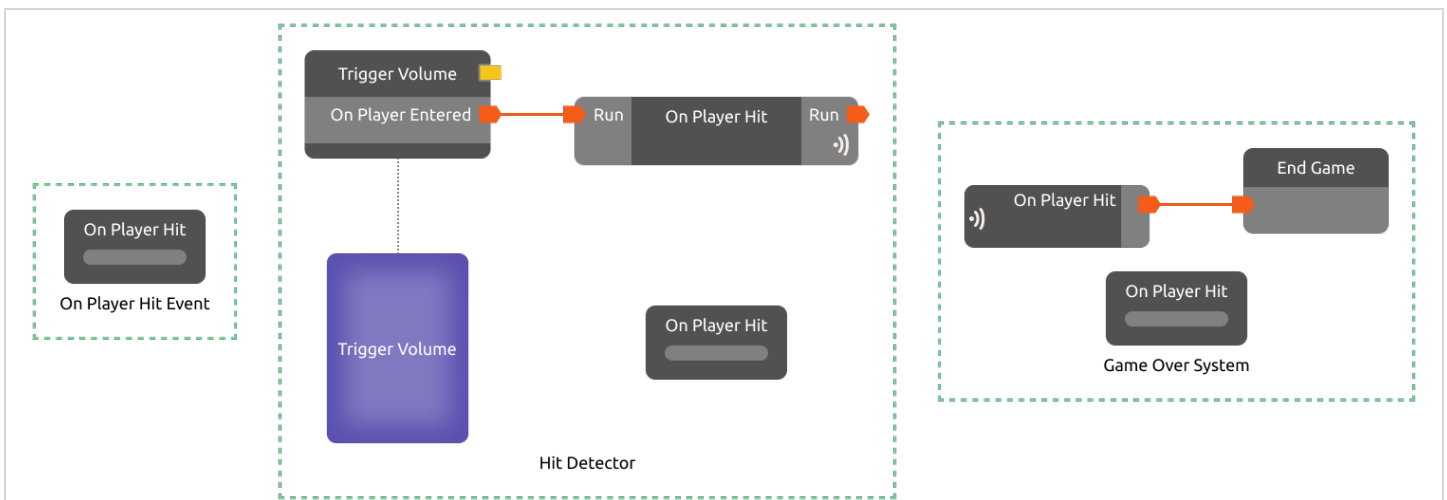 On Player Hit
On Player Hit Event
Trigger Volume
On Player Entered
Run
On Player Hit
Run
Trigger Volume
On Player Hit
Hit Detector
On Player Hit
End Game
On Player Hit
Game Over System